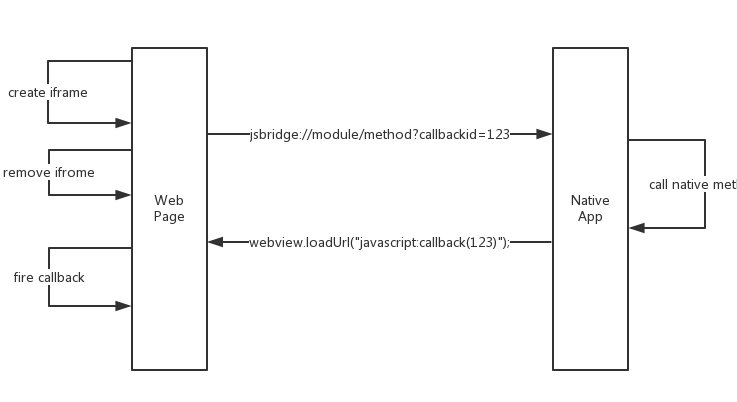 create iframe
jsbridge://module/method?callbackid=123
remove ifrome
call native met
Web
Page
Native
App
webview.loadUrl("javascript:callback(123)");
fire callback